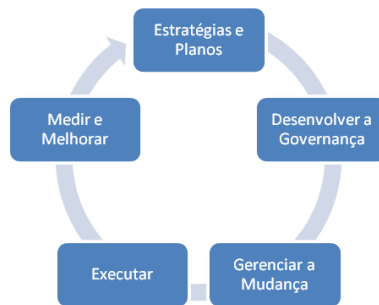 Estratégias e
Planos
Desenvolver a
Governança
Gerenciar a
Mudança
Executar
Medir e
Melhorar